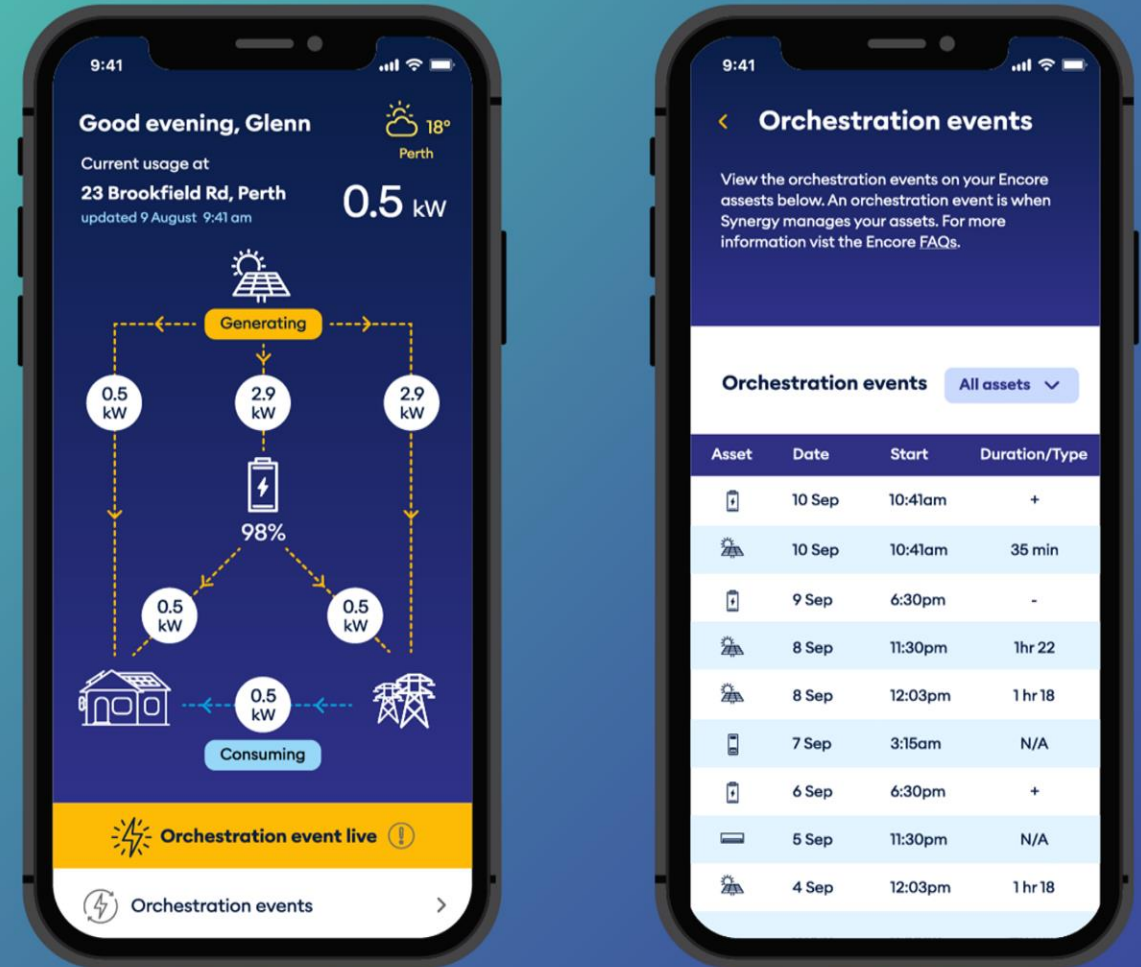 9:41
Good evening, Glenn
18°
Perth
Current usage at
23 Brookfield Rd, Perth
updated 9 August 9:41 am
0.5 kW
Generating
0.5
kW
2.9
kW
2.9
kW
98%
0.5
kW
0.5
kW
0.5
kW
Consuming
Orchestration event live
Orchestration events
9:41
Orchestration events
View the orchestration events on your Encore
assests below. An orchestration event is when
Synergy manages your assets. For more
information vist the Encore FAQs.
Orchestration events
All assets
Asset Date Start Duration/Type
10 Sep 10:41am +
10 Sep 10:41am 35 min
9 Sep 6:30pm -
8 Sep 11:30pm 1hr 22
8 Sep 12:03pm 1 hr 18
7 Sep 3:15am N/A
6 Sep 6:30pm +
5 Sep 11:30pm N/A
4 Sep 12:03pm 1 hr 18